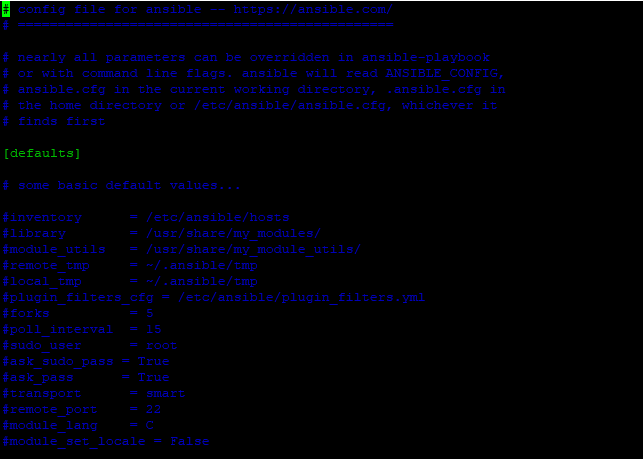 # config file for ansible -- https://ansible.com/
# ===============================================

# nearly all parameters can be overridden in ansible-playbook
# or with command line flags. ansible will read ANSIBLE_CONFIG,
# ansible.cfg in the current working directory, .ansible.cfg in
# the home directory or /etc/ansible/ansible.cfg, whichever it
# finds first

[defaults]

# some basic default values...

#inventory      = /etc/ansible/hosts
#library        = /usr/share/my_modules/
#module_utils   = /usr/share/my_module_utils/
#remote_tmp     = ~/.ansible/tmp
#local_tmp      = ~/.ansible/tmp
#plugin_filters_cfg = /etc/ansible/plugin_filters.yml
#forks          = 5
#poll_interval  = 15
#sudo_user      = root
#ask_sudo_pass = True
#ask_pass      = True
#transport      = smart
#remote_port    = 22
#module_lang    = C
#module_set_locale = False